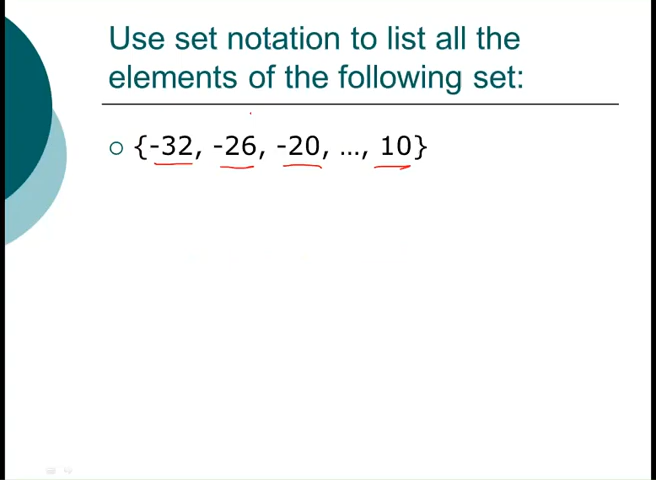 Use set notation to list all the
elements of the following set:
{-32, -26, -20, …, 10}